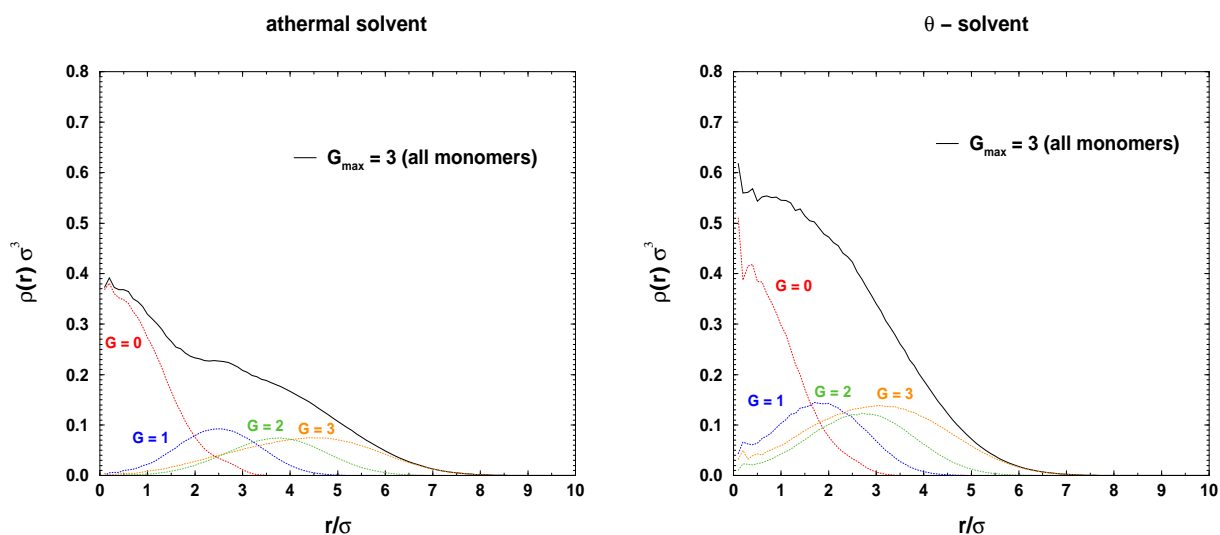 athermal solvent
0.8
0.7
0.6
0.5
0.4
0.3
0.2
0.1
0.0
ρ(r) σ³
G_max = 3 (all monomers)
G = 0
G = 1
G = 2
G = 3
0 1 2 3 4 5 6 7 8 9 10
r/σ
θ – solvent
0.8
0.7
0.6
0.5
0.4
0.3
0.2
0.1
0.0
ρ(r) σ³
G_max = 3 (all monomers)
G = 0
G = 1
G = 2
G = 3
0 1 2 3 4 5 6 7 8 9 10
r/σ